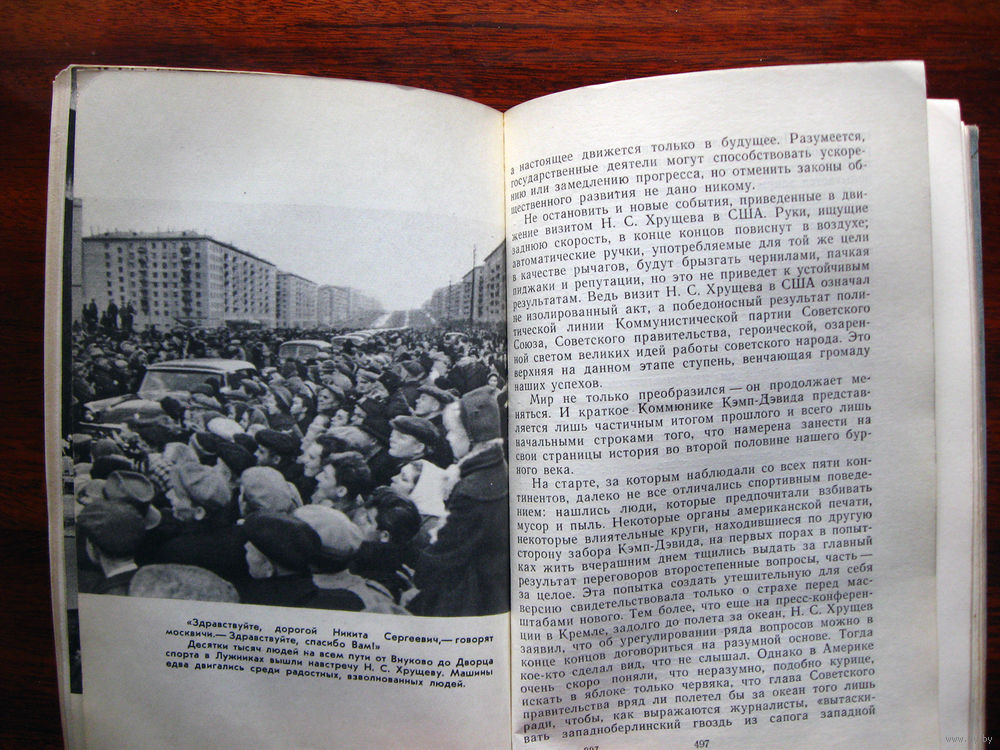 «Здравствуйте, дорогой Никита Сергеевич,— говорят
москвичи.— Здравствуйте, спасибо Вам!»
Десятки тысяч людей на всем пути от Внуково до Дворца
спорта в Лужниках вышли навстречу Н. С. Хрущеву. Машины
едва двигались среди радостных, взволнованных людей.
а настоящее движется только в будущее. Разумеется,
государственные деятели могут способствовать ускоре-
нию или замедлению прогресса, но отменить законы об-
щественного развития не дано никому.
Не остановить и новые события, приведенные в дви-
жение визитом Н. С. Хрущева в США. Руки, ищущие
заднюю скорость, в конце концов повиснут в воздухе;
автоматические ручки, употребляемые для той же цели
в качестве рычагов, будут брызгать чернилами, пачкая
пиджаки и репутации, но это не приведет к устойчивым
результатам. Ведь визит Н. С. Хрущева в США означал
не изолированный акт, а победоносный результат поли-
тической линии Коммунистической партии Советского
Союза, Советского правительства, героической, озарен-
ной светом великих идей работы советского народа. Это
верхняя на данном этапе ступень, венчающая громаду
наших успехов.
Мир не только преобразился — он продолжает ме-
няться. И краткое Коммюнике Кэмп-Дэвида представ-
ляется лишь частичным итогом прошлого и всего лишь
начальными строками того, что намерена занести на
свои страницы история во второй половине нашего бур-
ного века.
На старте, за которым наблюдали со всех пяти кон-
тинентов, далеко не все отличались спортивным поведе-
нием: нашлись люди, которые предпочитали взбивать
мусор и пыль. Некоторые органы американской печати,
некоторые влиятельные круги, находившиеся по другую
сторону забора Кэмп-Дэвида, на первых порах в попыт-
ках жить вчерашним днем тщились выдать за главный
результат переговоров второстепенные вопросы, часть —
за целое. Эта попытка создать утешительную для себя
версию свидетельствовала только о страхе перед мас-
штабами нового. Тем более, что еще на пресс-конферен-
ции в Кремле, задолго до полета за океан, Н. С. Хрущев
заявил, что об урегулировании ряда вопросов можно в
конце концов договориться на разумной основе. Тогда
кое-кто сделал вид, что не слышал. Однако в Америке
очень скоро поняли, что неразумно, подобно курице,
искать в яблоке только червяка, что глава Советского
правительства вряд ли полетел бы за океан того лишь
ради, чтобы, как выражаются журналисты, «вытаски-
вать западноберлинский гвоздь из сапога западной
497